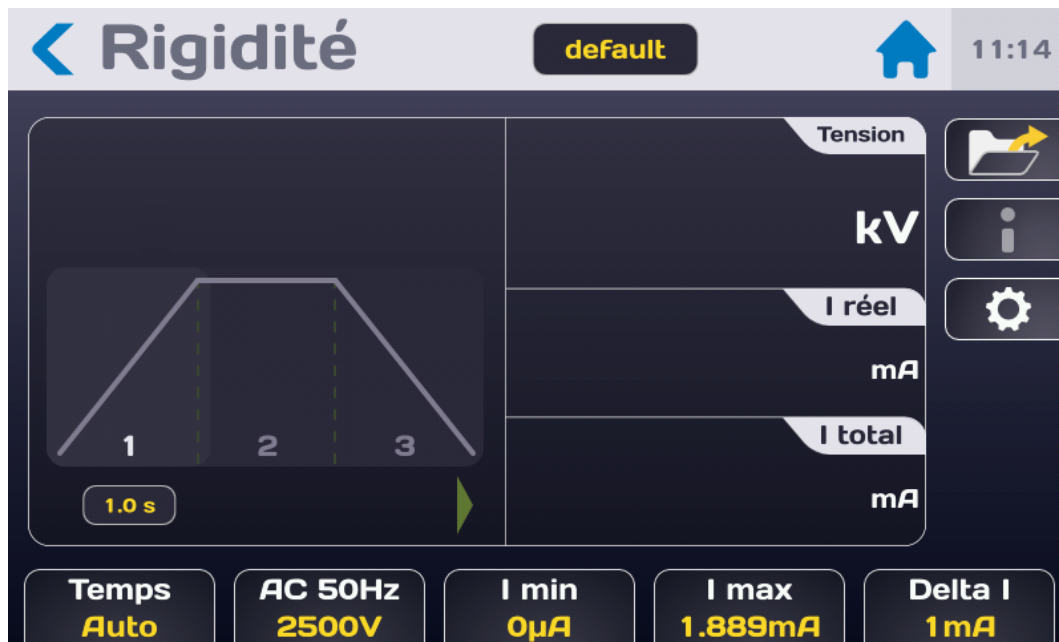 Rigidité
default
11:14
Tension
kV
I réel
mA
I total
mA
1 2 3
1.0 s
Temps
Auto
AC 50Hz
2500V
I min
0µA
I max
1.889mA
Delta I
1mA